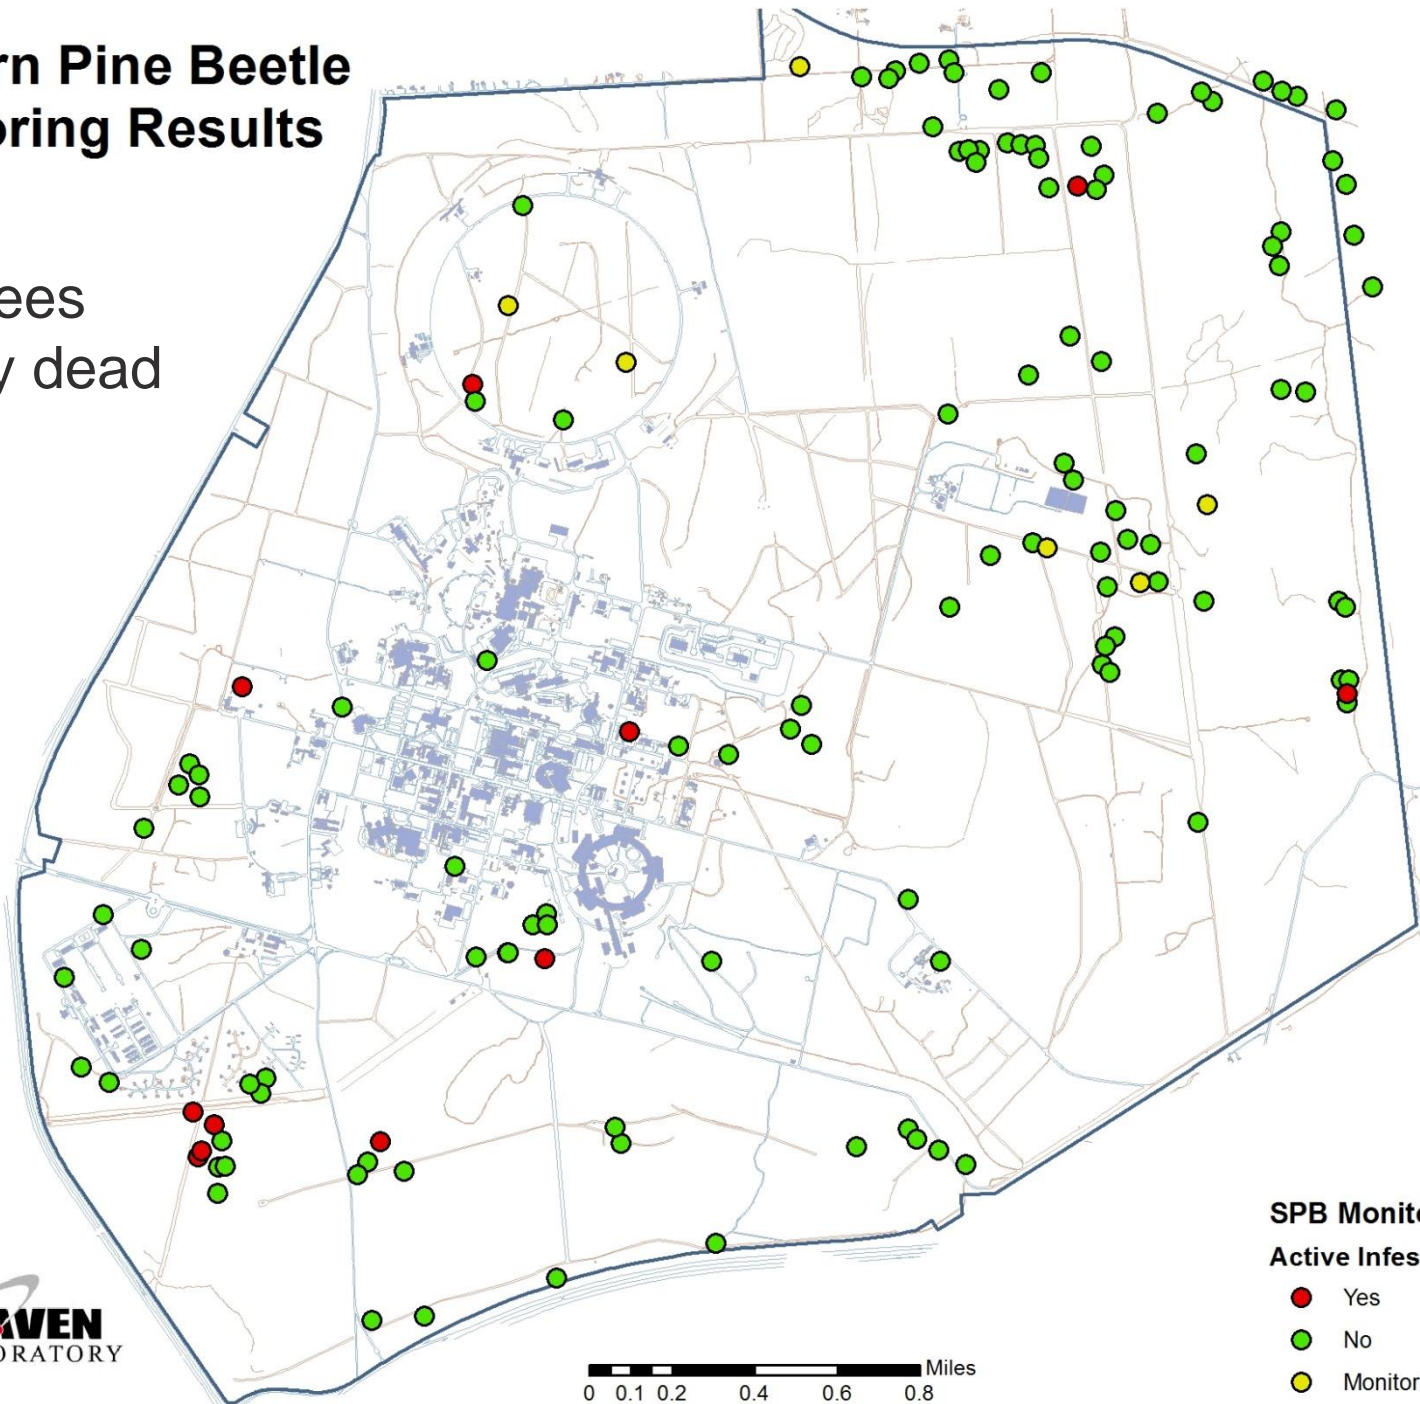 rn Pine Beetle
oring Results
ees
y dead
SPB Monito
Active Infes
Yes
No
Monitor
Miles
0 0.1 0.2 0.4 0.6 0.8
AVEN
ORATORY